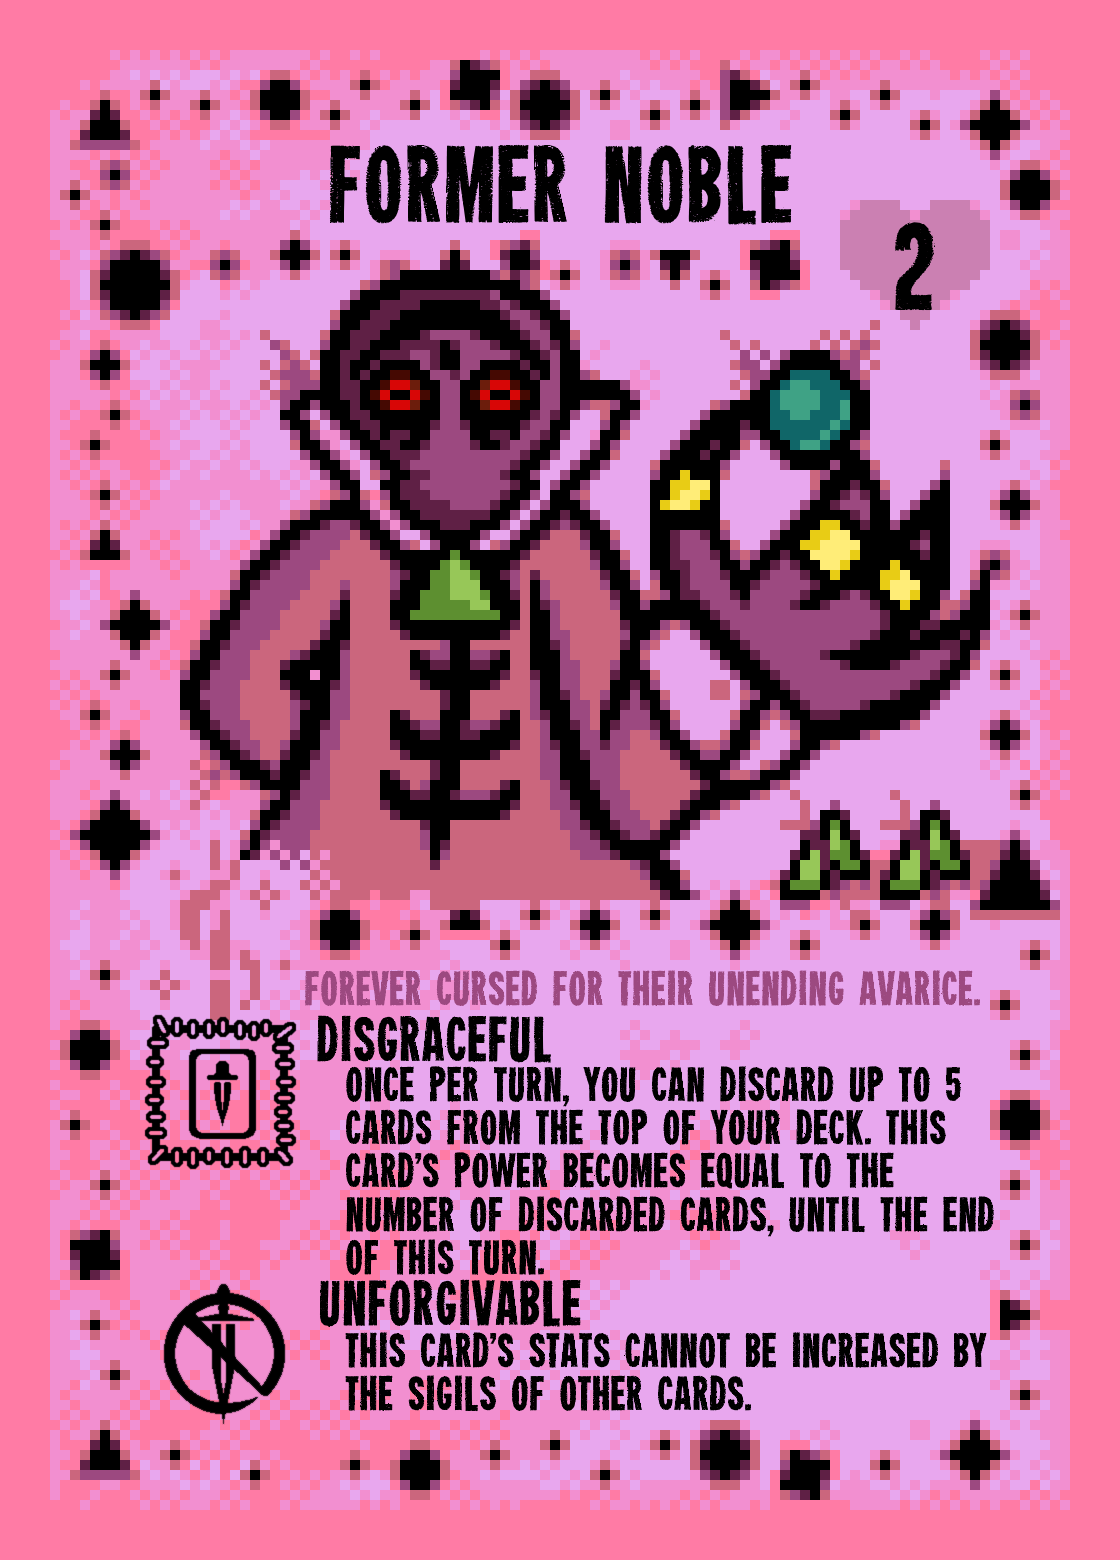 FORMER NOBLE
2
FOREVER CURSED FOR THEIR UNENDING AVARICE.
DISGRACEFUL
ONCE PER TURN, YOU CAN DISCARD UP TO 5
CARDS FROM THE TOP OF YOUR DECK. THIS
CARD'S POWER BECOMES EQUAL TO THE
NUMBER OF DISCARDED CARDS, UNTIL THE END
OF THIS TURN.
UNFORGIVABLE
THIS CARD'S STATS CANNOT BE INCREASED BY
THE SIGILS OF OTHER CARDS.